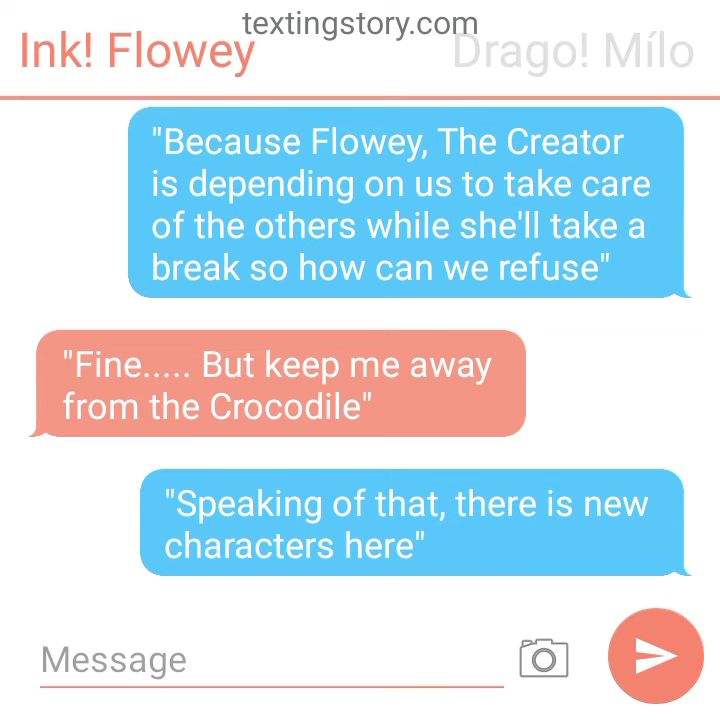 textingstory.com
Ink! Flowey
Drago! Mílo
"Because Flowey, The Creator
is depending on us to take care
of the others while she'll take a
break so how can we refuse"
"Fine..... But keep me away
from the Crocodile"
"Speaking of that, there is new
characters here"
Message